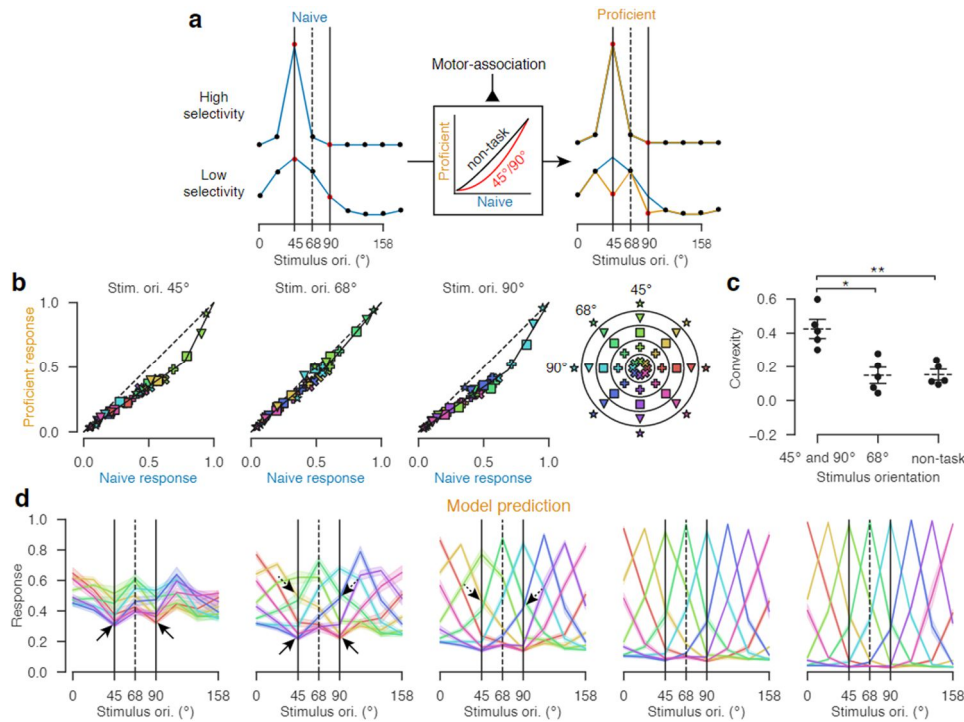 a
Naive
Proficient
High
selectivity
Low
selectivity
Motor-association
Proficient
non-task
45°/90°
Naive
0 45 68 90 158
Stimulus ori. (°)
0 45 68 90 158
Stimulus ori. (°)
b
Stim. ori. 45°
Stim. ori. 68°
Stim. ori. 90°
Proficient response
1.0
0.5
0.0
0.0 0.5 1.0
Naive response
0.0 0.5 1.0
Naive response
0.0 0.5 1.0
Naive response
45°
68°
90°
c
**
*
Convexity
0.6
0.4
0.2
0.0
−0.2
45° and 90° 68° non-task
Stimulus orientation
d
Model prediction
Response
1.0
0.8
0.6
0.4
0.2
0.0
0 45 68 90 158
Stimulus ori. (°)
0 45 68 90 158
Stimulus ori. (°)
0 45 68 90 158
Stimulus ori. (°)
0 45 68 90 158
Stimulus ori. (°)
0 45 68 90 158
Stimulus ori. (°)